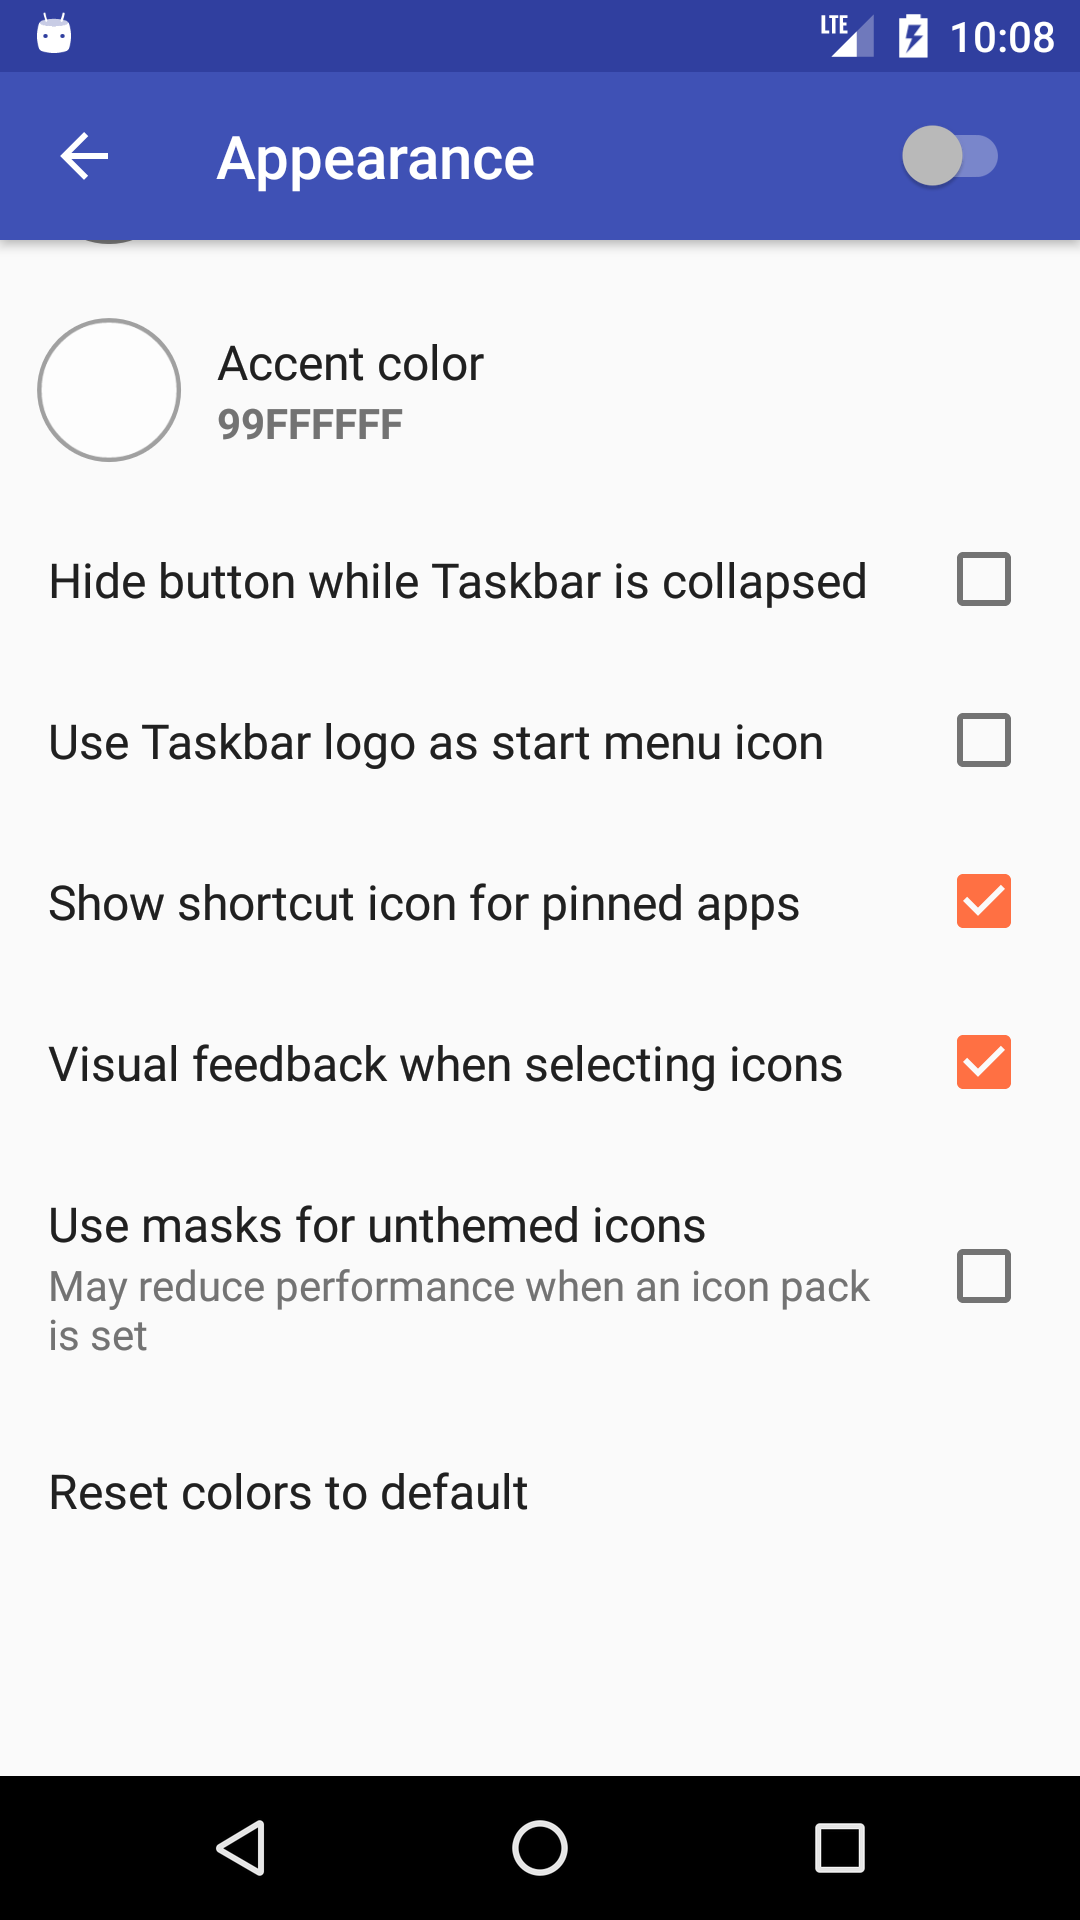 LTE 10:08
Appearance
Accent color
99FFFFFF
Hide button while Taskbar is collapsed
Use Taskbar logo as start menu icon
Show shortcut icon for pinned apps
Visual feedback when selecting icons
Use masks for unthemed icons
May reduce performance when an icon pack
is set
Reset colors to default